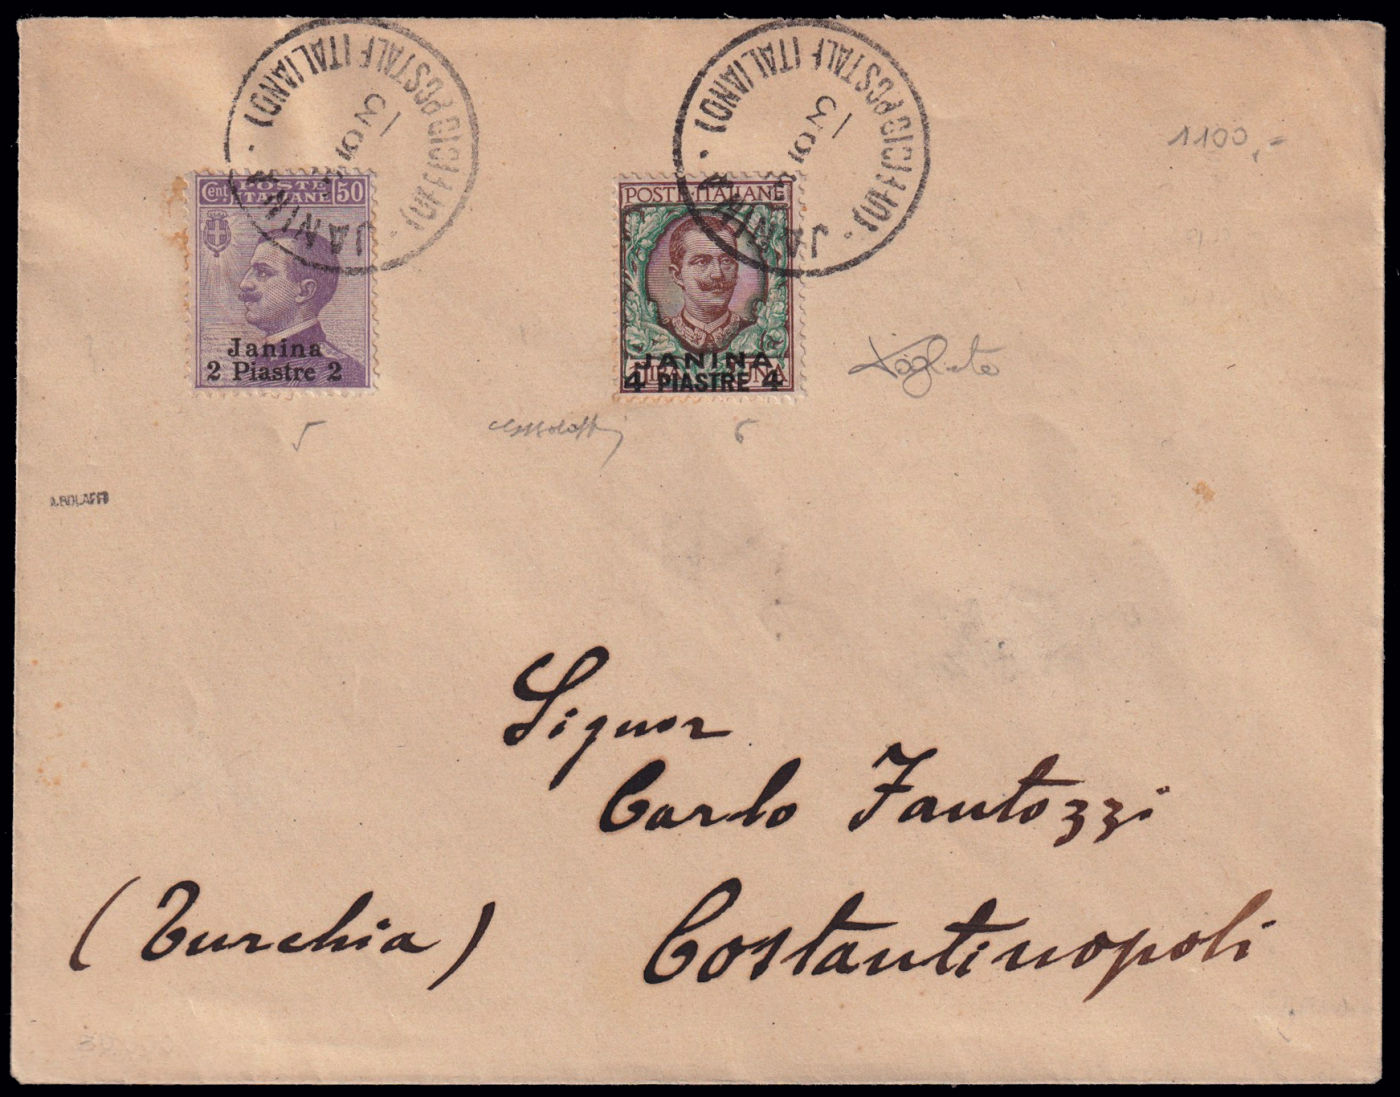 JANINA · (UFFICIO POSTALE ITALIANO) ·
JANINA · (UFFICIO POSTALE ITALIANO) ·
1100,-
Cent. POSTE ITALIANE 50
Janina
2 Piastre 2
POSTE·ITALIANE
JANINA
4 PIASTRE 4
5
6
A.BOLAFFI
Signor
Carlo Fantozzi
(Turchia) Costantinopoli